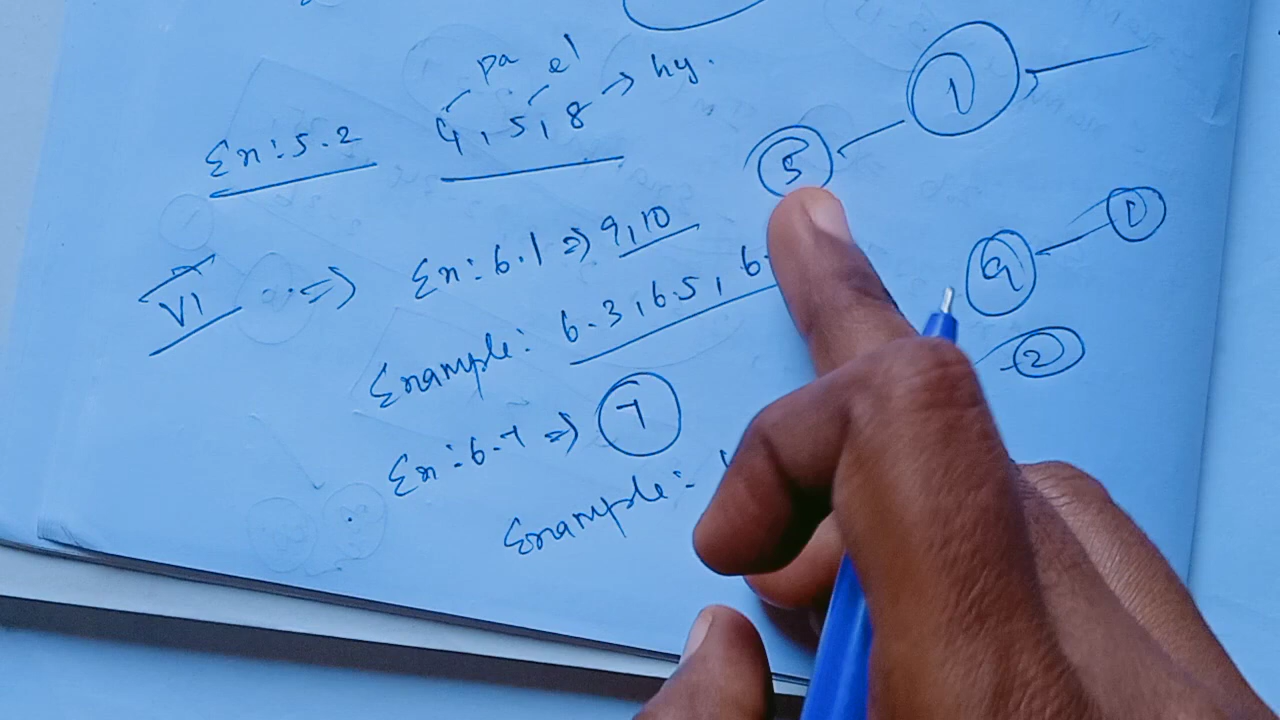 pa el
Ex: 5.2 4, 5, 8 → hy.
1
5
VI ⇒ Ex: 6.1 ⇒ 9, 10
1
9
Example: 6.3, 6.5, 6.
2
Ex: 6.7 ⇒ 7
Example: